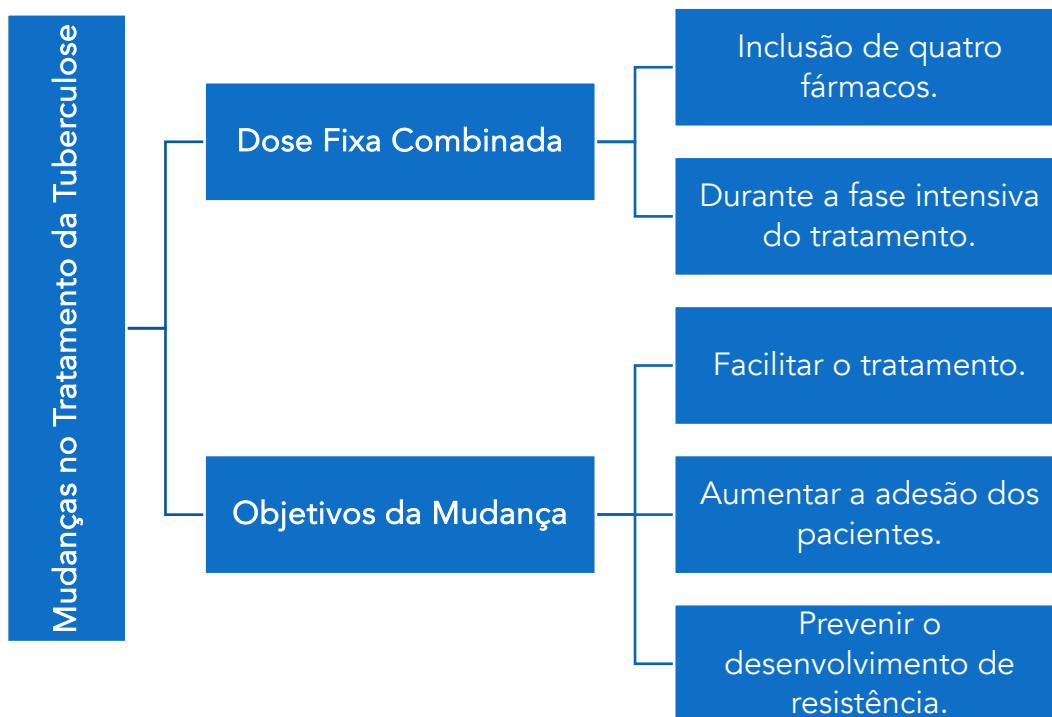 Mudanças no Tratamento da Tuberculose
Dose Fixa Combinada
Inclusão de quatro
fármacos.
Durante a fase intensiva
do tratamento.
Objetivos da Mudança
Facilitar o tratamento.
Aumentar a adesão dos
pacientes.
Prevenir o
desenvolvimento de
resistência.